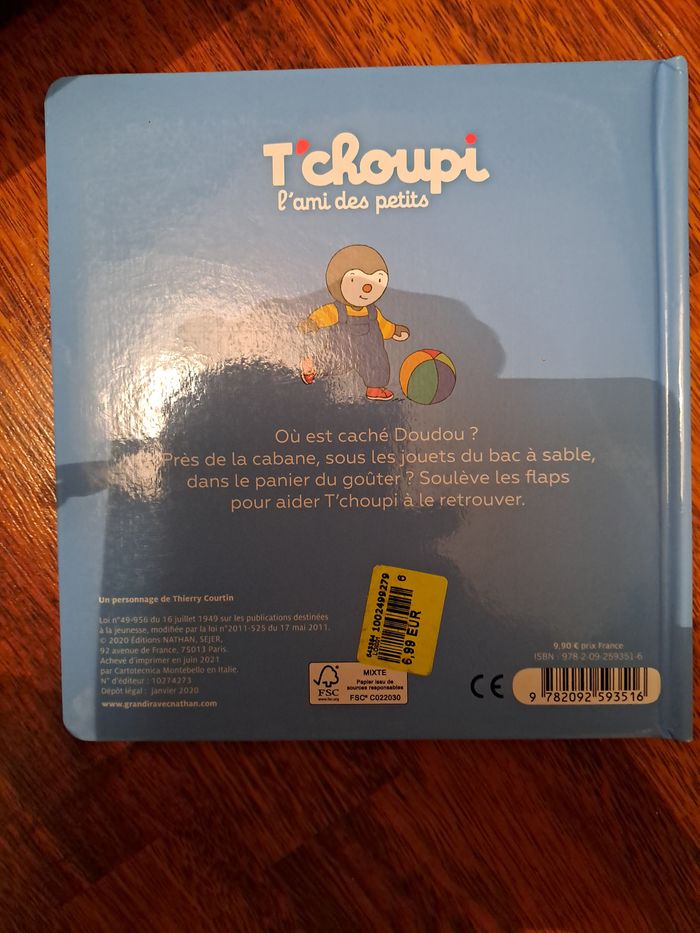 T'choupi
l'ami des petits
Où est caché Doudou ?
Près de la cabane, sous les jouets du bac à sable,
dans le panier du goûter ? Soulève les flaps
pour aider T'choupi à le retrouver.
Un personnage de Thierry Courtin
Loi n°49-956 du 16 juillet 1949 sur les publications destinées
à la jeunesse, modifiée par la loi n°2011-525 du 17 mai 2011.
© 2020 Éditions NATHAN, SEJER,
92 avenue de France, 75013 Paris.
Achevé d'imprimer en juin 2021
par Cartotecnica Montebello en Italie.
N° d'éditeur : 10274273
Dépôt légal : janvier 2020
www.grandiravecnathan.com
FSC
www.fsc.org
MIXTE
Papier issu de
sources responsables
FSC® C022030
1002499279
6
6,99 EUR
CE
9,90 € prix France
ISBN : 978-2-09-259351-6
9 782092 593516